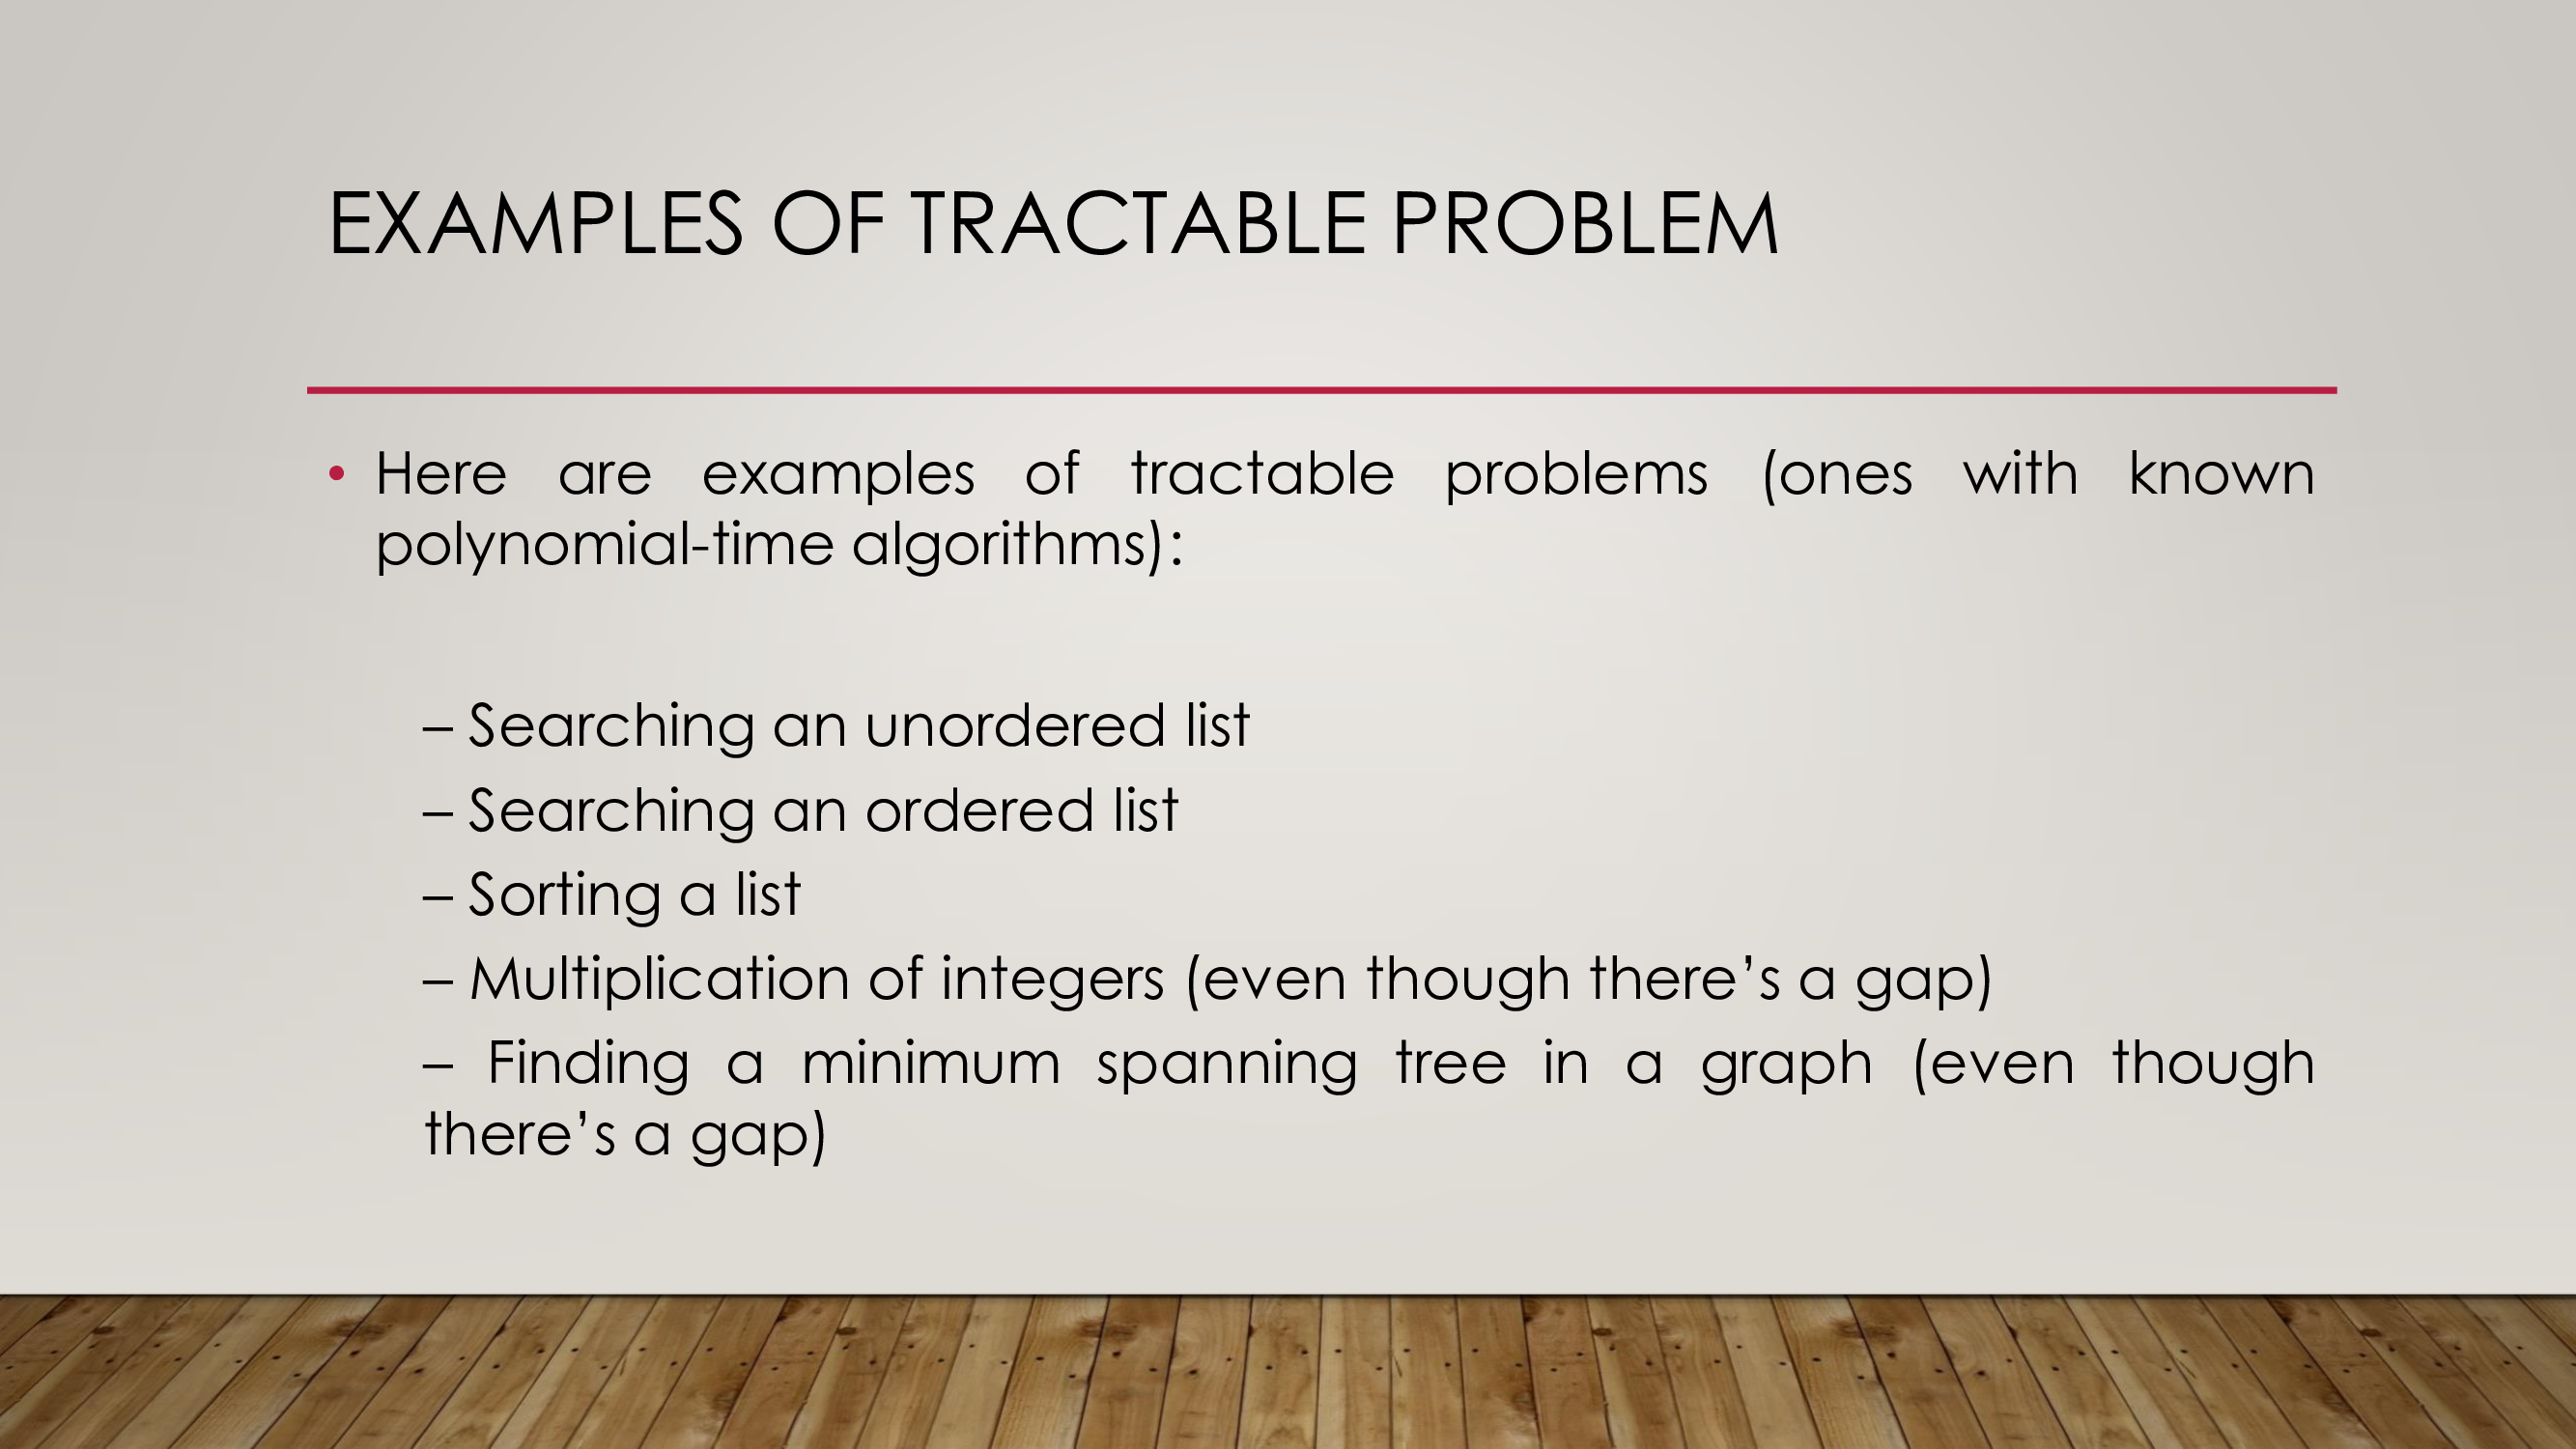 EXAMPLES OF TRACTABLE PROBLEM
• Here are examples of tractable problems (ones with known
polynomial-time algorithms):
– Searching an unordered list
– Searching an ordered list
– Sorting a list
– Multiplication of integers (even though there’s a gap)
– Finding a minimum spanning tree in a graph (even though
there’s a gap)